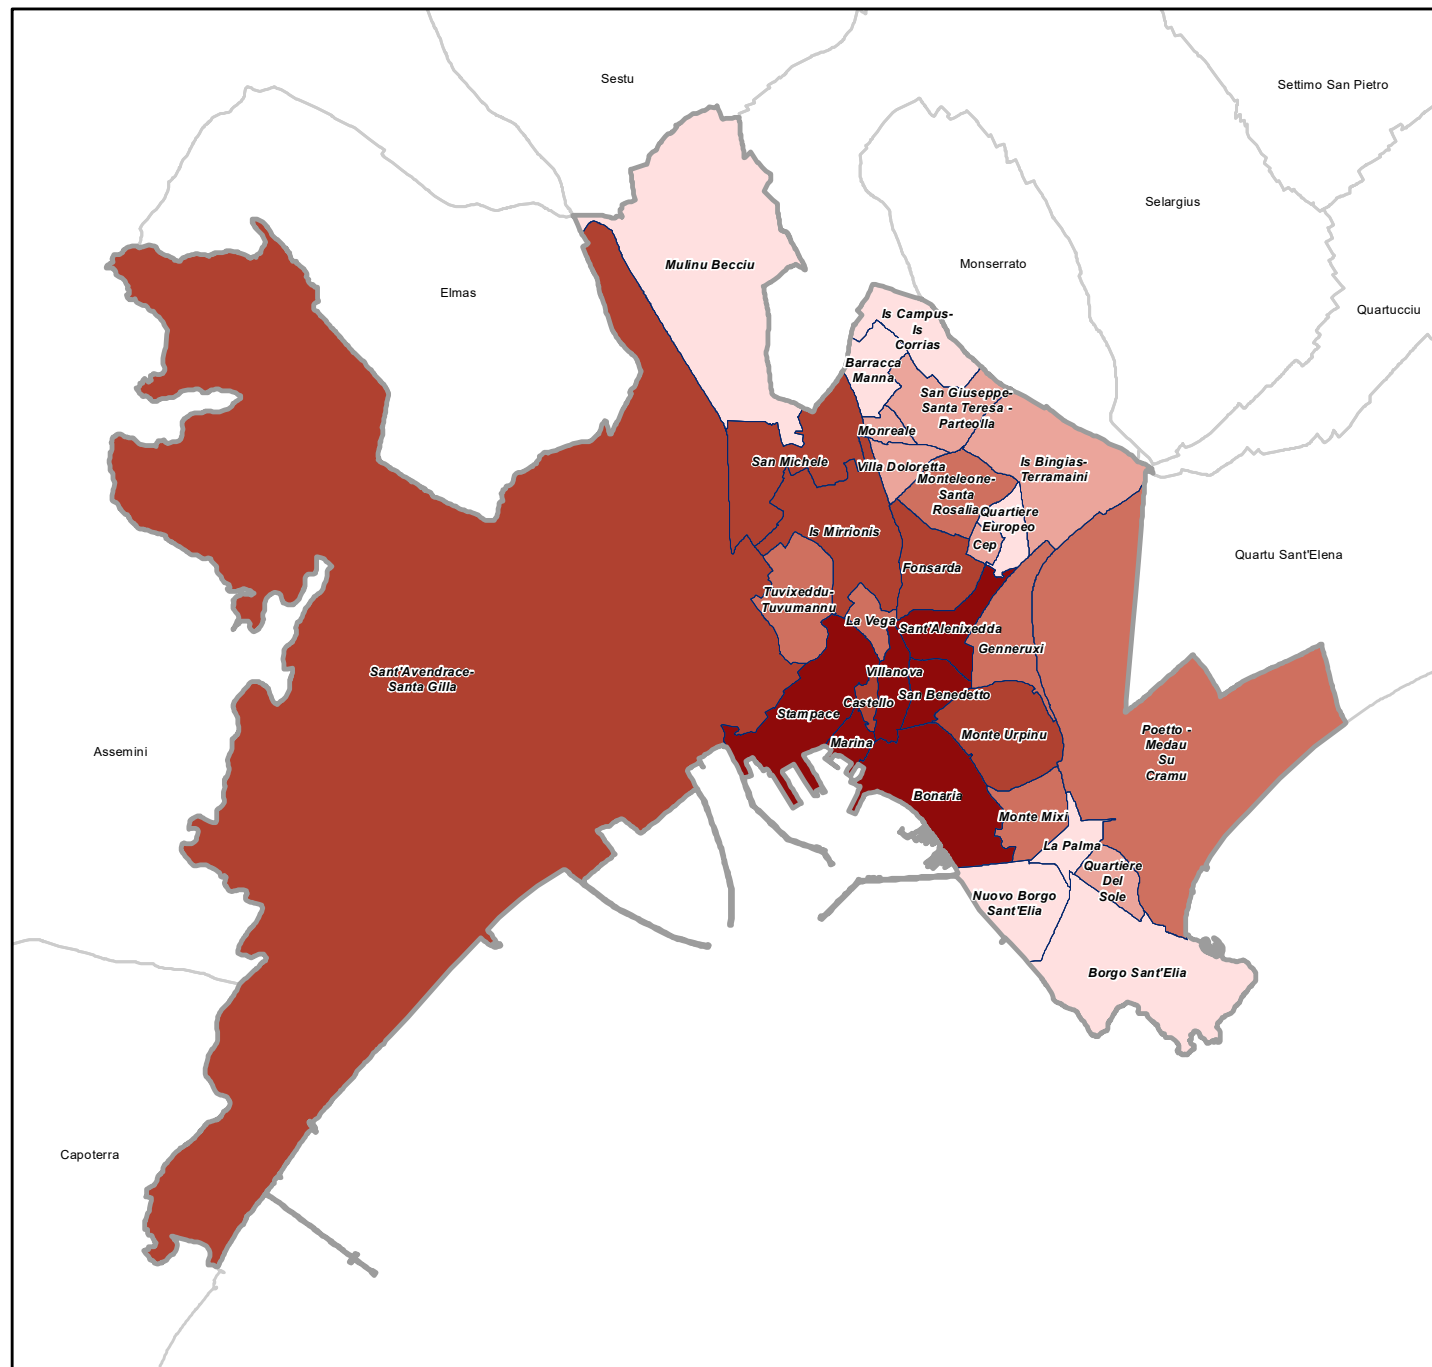 Sestu
Settimo San Pietro
Selargius
Mulinu Becciu
Monserrato
Elmas
Quartucciu
Is Campus-
Is
Corrias
Barracca
Manna
San Giuseppe-
Santa Teresa -
Parteolla
Monreale
San Michele
Villa Doloretta
Is Bingias-
Terramaini
Monteleone-
Santa
Rosalia
Quartiere
Europeo
Is Mirrionis
Cep
Quartu Sant'Elena
Fonsarda
Tuvixeddu-
Tuvumannu
La Vega
Sant'Alenixedda
Genneruxi
Sant'Avendrace-
Santa Gilla
Villanova
San Benedetto
Castello
Stampace
Marina
Monte Urpinu
Poetto -
Medau
Su
Cramu
Assemini
Bonaria
Monte Mixi
La Palma
Quartiere
Del
Sole
Nuovo Borgo
Sant'Elia
Borgo Sant'Elia
Capoterra